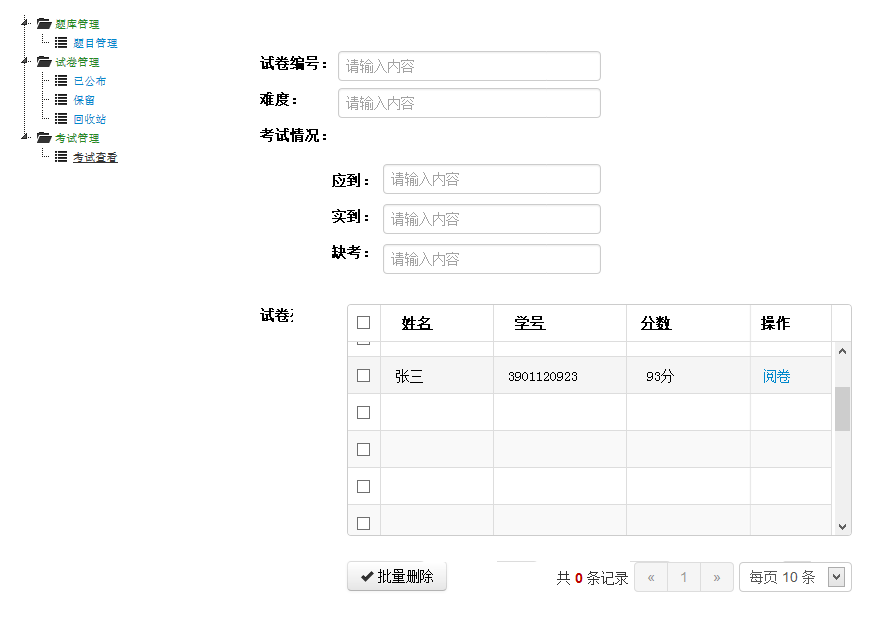 题库管理
题目管理
试卷管理
已公布
保留
回收站
考试管理
考试查看
试卷编号： 请输入内容
难度： 请输入内容
考试情况：
应到： 请输入内容
实到： 请输入内容
缺考： 请输入内容
试卷
姓名 学号 分数 操作
张三 3901120923 93分 阅卷
批量删除 共 0 条记录 « 1 » 每页 10 条